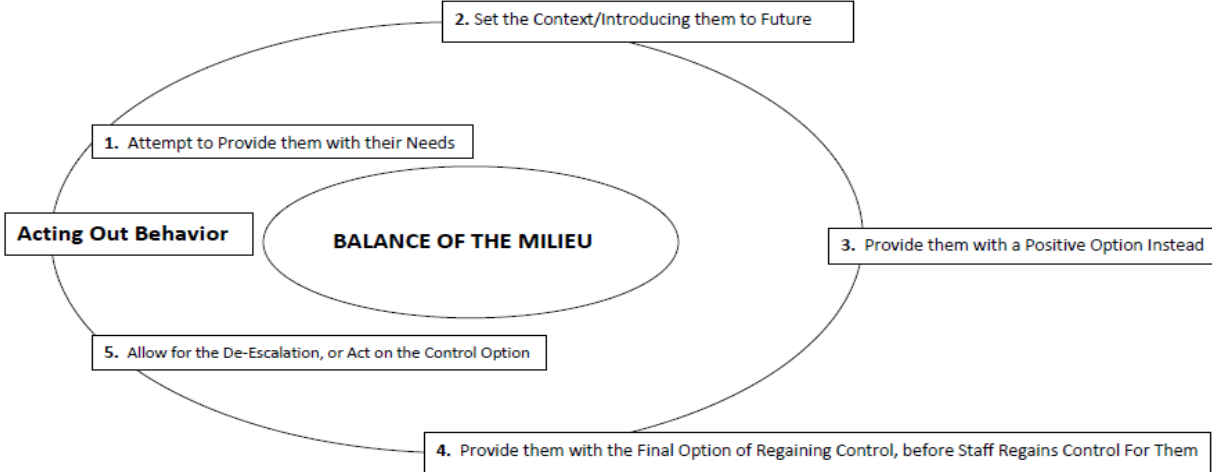 2. Set the Context/Introducing them to Future
1. Attempt to Provide them with their Needs
Acting Out Behavior
BALANCE OF THE MILIEU
3. Provide them with a Positive Option Instead
5. Allow for the De-Escalation, or Act on the Control Option
4. Provide them with the Final Option of Regaining Control, before Staff Regains Control For Them